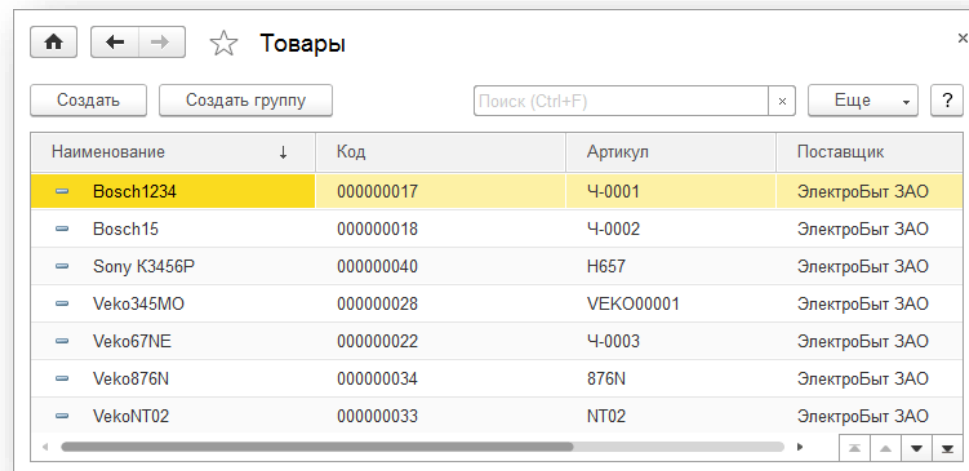 Товары
Создать Создать группу Поиск (Ctrl+F) × Еще ?
Наименование ↓ Код Артикул Поставщик
Bosch1234 000000017 Ч-0001 ЭлектроБыт ЗАО
Bosch15 000000018 Ч-0002 ЭлектроБыт ЗАО
Sony К3456Р 000000040 Н657 ЭлектроБыт ЗАО
Veko345MO 000000028 VEKO00001 ЭлектроБыт ЗАО
Veko67NE 000000022 Ч-0003 ЭлектроБыт ЗАО
Veko876N 000000034 876N ЭлектроБыт ЗАО
VekoNT02 000000033 NT02 ЭлектроБыт ЗАО